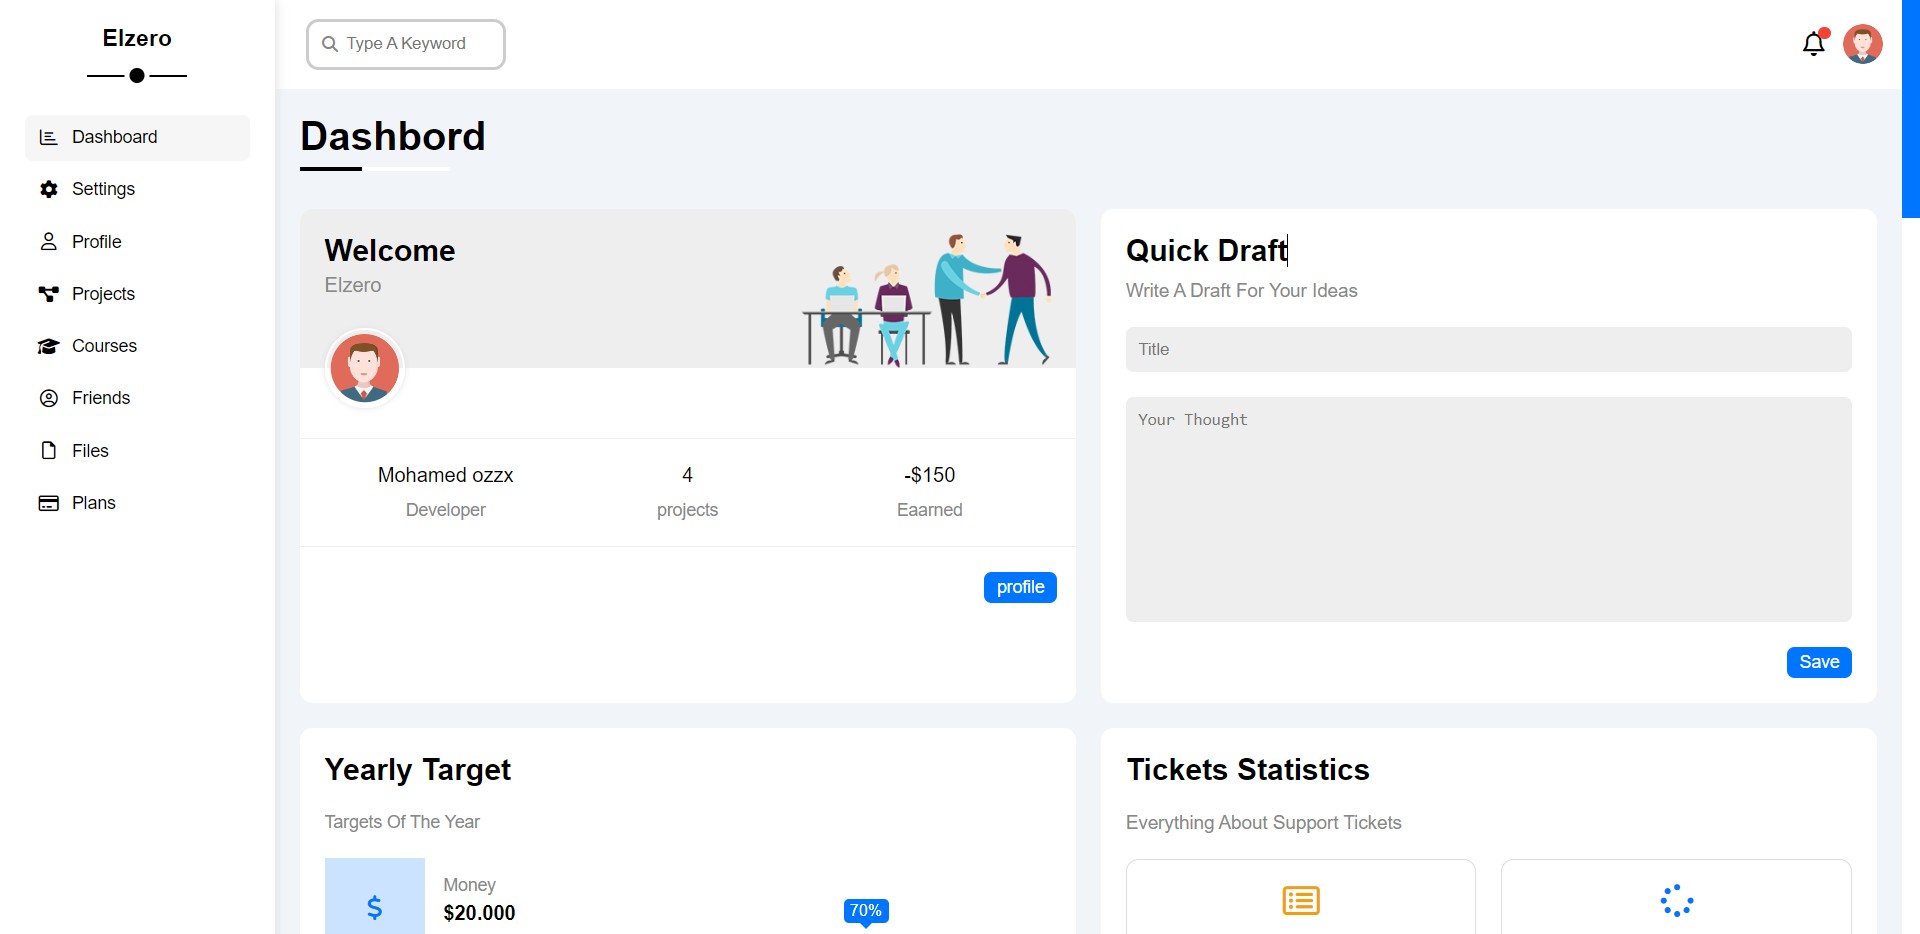 Elzero
Dashboard
Settings
Profile
Projects
Courses
Friends
Files
Plans
Type A Keyword
Dashbord
Welcome
Elzero
Mohamed ozzx
Developer
4
projects
-$150
Eaarned
profile
Quick Draft
Write A Draft For Your Ideas
Title
Your Thought
Save
Yearly Target
Targets Of The Year
$
Money
$20.000
70%
Tickets Statistics
Everything About Support Tickets